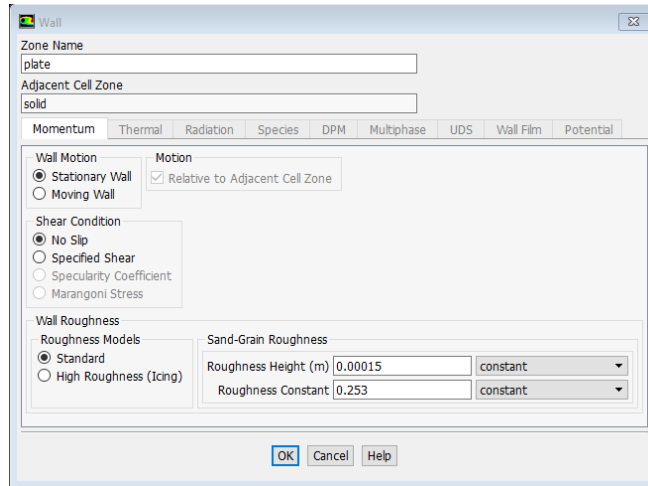 Wall
Zone Name
plate
Adjacent Cell Zone
solid
Momentum Thermal Radiation Species DPM Multiphase UDS Wall Film Potential
Wall Motion Motion
Stationary Wall Relative to Adjacent Cell Zone
Moving Wall
Shear Condition
No Slip
Specified Shear
Specularity Coefficient
Marangoni Stress
Wall Roughness
Roughness Models Sand-Grain Roughness
Standard Roughness Height (m) 0.00015 constant
High Roughness (Icing) Roughness Constant 0.253 constant
OK Cancel Help